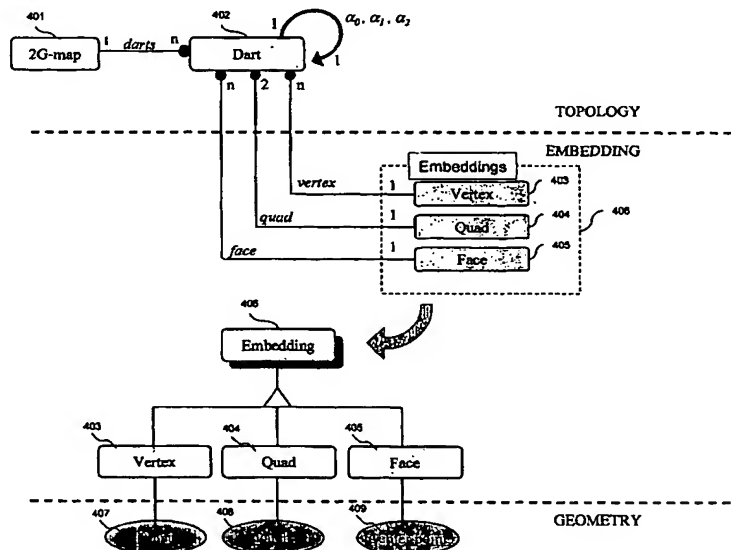 401
2G-map
1 darts n
402
Dart
1
α₀, α₁, α₂
1
n 2 n
TOPOLOGY
EMBEDDING
Embeddings
vertex 1 Vertex 403
quad 1 Quad 404
406
face 1 Face 405
406
Embedding
403
Vertex
404
Quad
405
Face
GEOMETRY
407
408
409